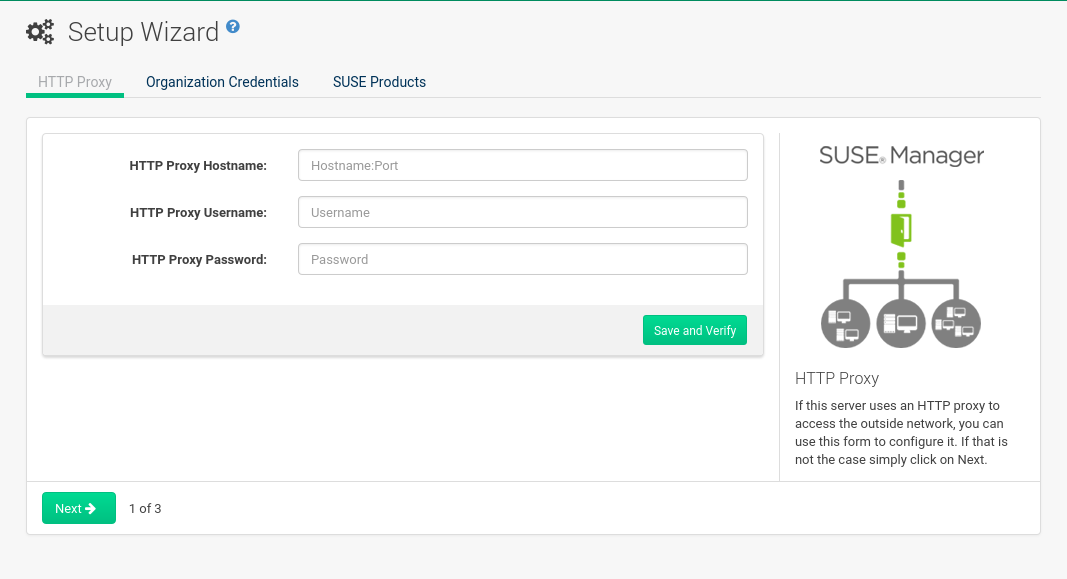 Setup Wizard ?
HTTP Proxy
Organization Credentials
SUSE Products
HTTP Proxy Hostname:
Hostname:Port
HTTP Proxy Username:
Username
HTTP Proxy Password:
Password
Save and Verify
SUSE® Manager
HTTP Proxy
If this server uses an HTTP proxy to
access the outside network, you can
use this form to configure it. If that is
not the case simply click on Next.
Next
1 of 3